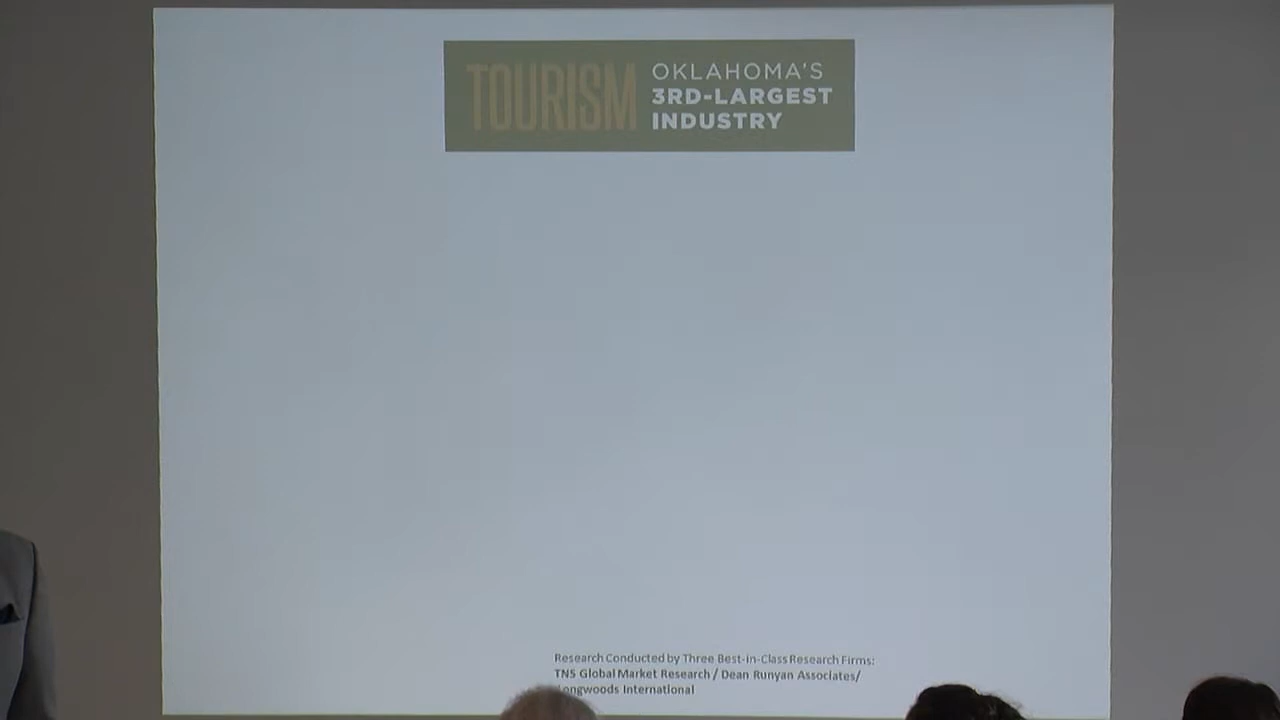 TOURISM
OKLAHOMA'S
3RD-LARGEST
INDUSTRY
Research Conducted by Three Best-in-Class Research Firms:
TNS Global Market Research / Dean Runyan Associates/
Longwoods International